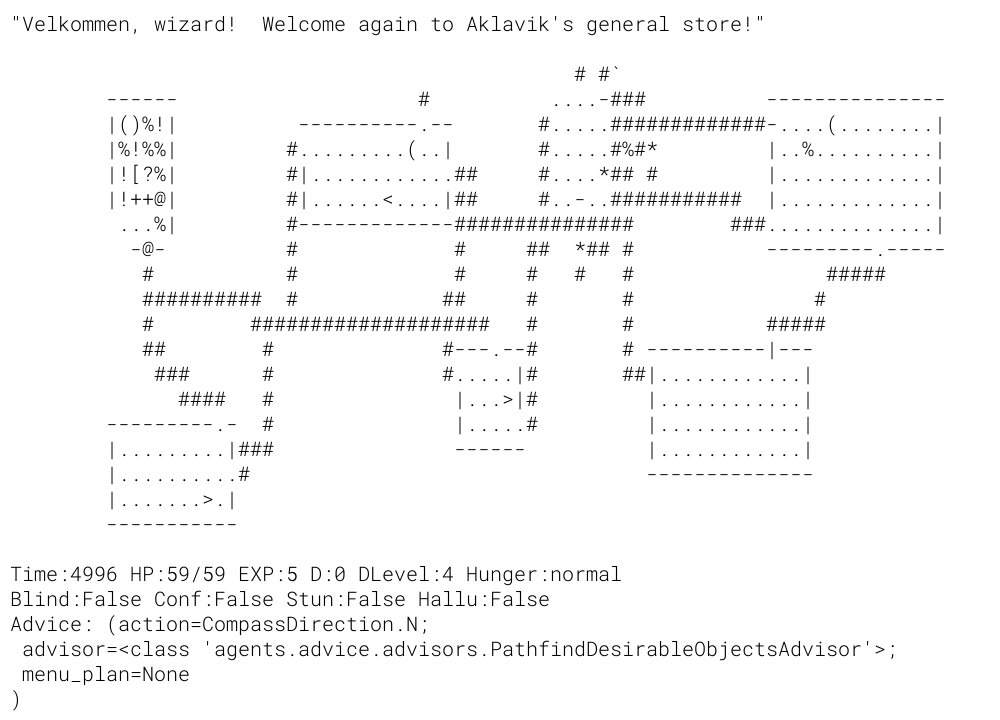 "Velkommen, wizard!  Welcome again to Aklavik's general store!"
                                               # #`
        ------                    #          ....-###          ---------------
        |()%!|          ----------.--       #.....#############-....(........|
        |%!%%|         #.........(..|       #.....#%#*         |..%..........|
        |![?%|         #|............##     #....*## #         |.............|
        |!++@|         #|......<....|##     #..-..###########  |.............|
         ...%|         #-------------###############        ###..............|
          -@-          #             #     ##  *## #           ---------.-----
           #           #             #     #   #   #                #####
           ##########  #            ##     #       #               #
           #        ####################   #       #           #####
           ##        #              #---.--#       # ----------|---
            ###      #              #.....|#       ##|............|
              ####   #               |...>|#         |............|
        ---------.-  #               |.....#         |............|
        |.........|###               ------          |............|
        |..........#                                 --------------
        |.......>.|
        -----------
Time:4996 HP:59/59 EXP:5 D:0 DLevel:4 Hunger:normal
Blind:False Conf:False Stun:False Hallu:False
Advice: (action=CompassDirection.N;
 advisor=<class 'agents.advice.advisors.PathfindDesirableObjectsAdvisor'>;
 menu_plan=None
)